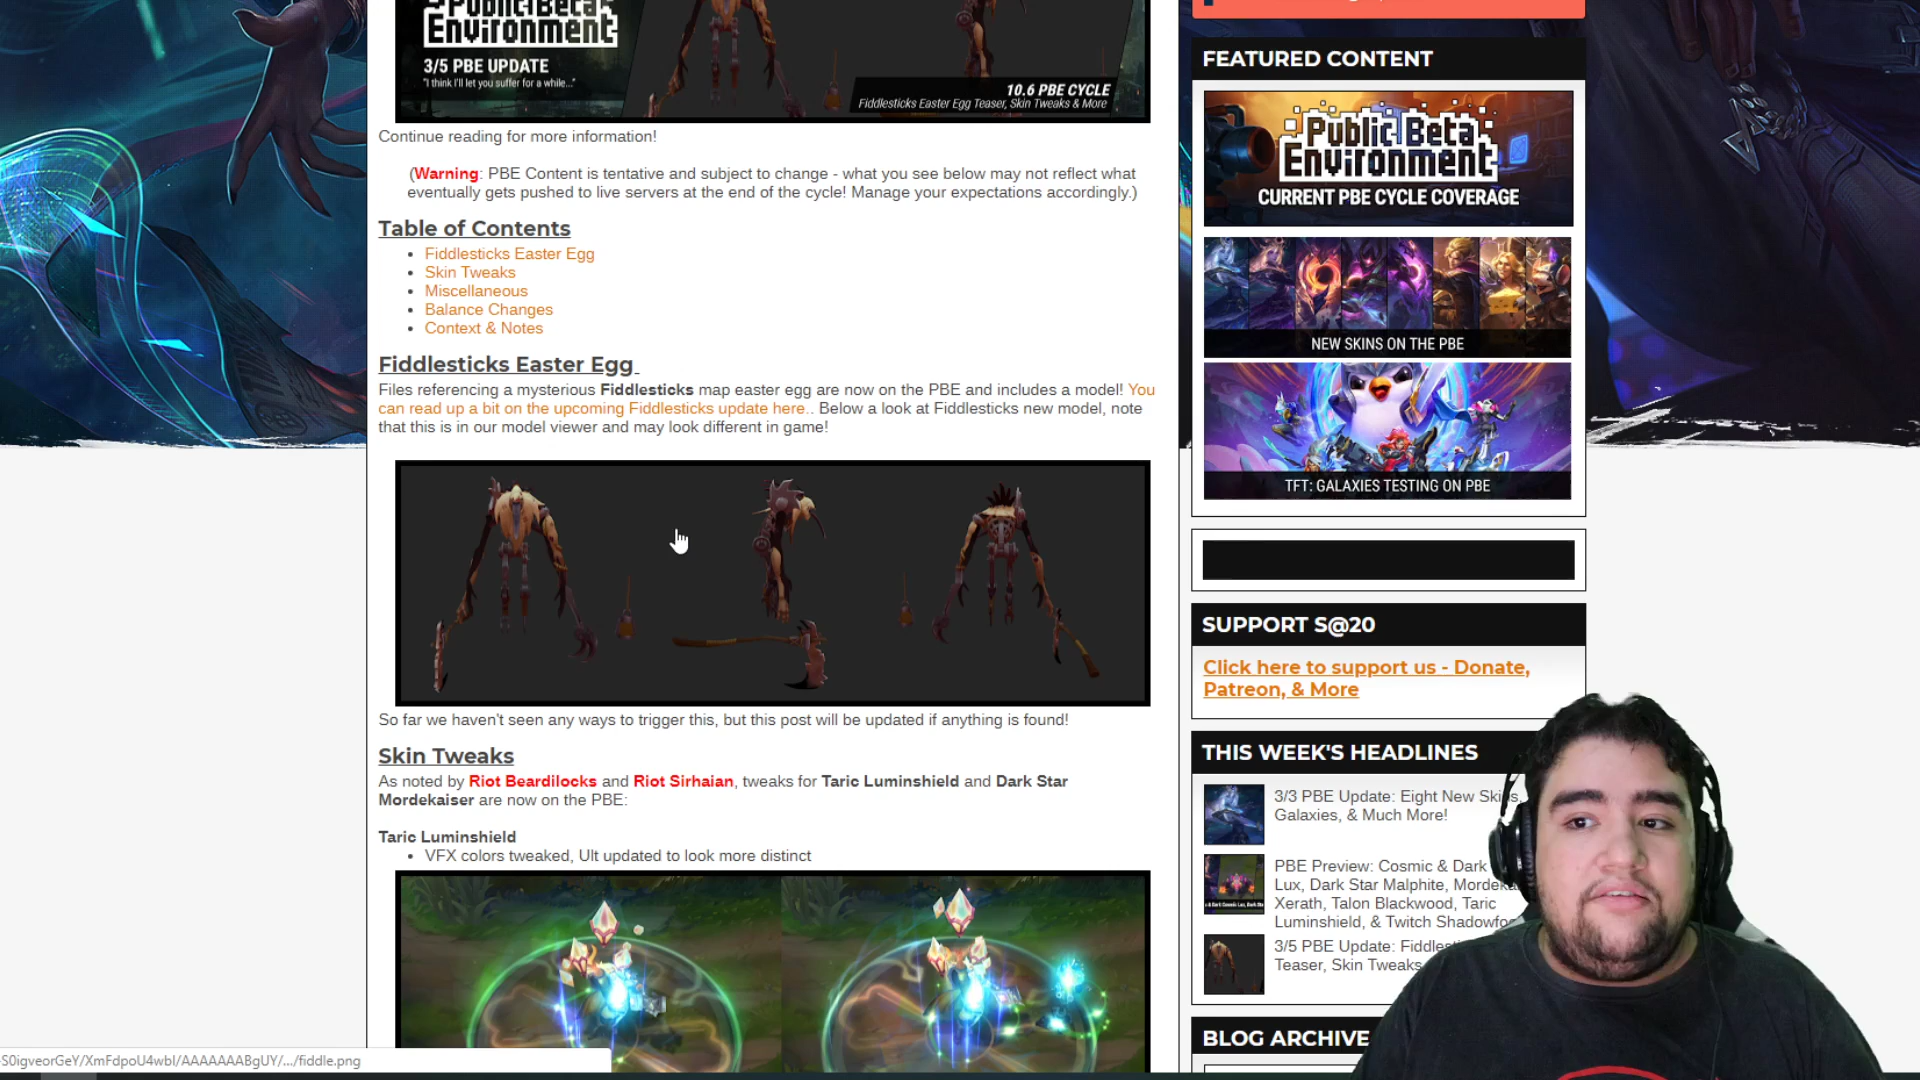 Public Beta
Environment
3/5 PBE UPDATE
"I think I'll let you suffer for a while..."
10.6 PBE CYCLE
Fiddlesticks Easter Egg Teaser, Skin Tweaks & More
Continue reading for more information!
(Warning: PBE Content is tentative and subject to change - what you see below may not reflect what
eventually gets pushed to live servers at the end of the cycle! Manage your expectations accordingly.)
Table of Contents
Fiddlesticks Easter Egg
Skin Tweaks
Miscellaneous
Balance Changes
Context & Notes
Fiddlesticks Easter Egg
Files referencing a mysterious Fiddlesticks map easter egg are now on the PBE and includes a model! You
can read up a bit on the upcoming Fiddlesticks update here.. Below a look at Fiddlesticks new model, note
that this is in our model viewer and may look different in game!
So far we haven't seen any ways to trigger this, but this post will be updated if anything is found!
Skin Tweaks
As noted by Riot Beardilocks and Riot Sirhaian, tweaks for Taric Luminshield and Dark Star
Mordekaiser are now on the PBE:
Taric Luminshield
VFX colors tweaked, Ult updated to look more distinct
S0igveorGeY/XmFdpoU4wbI/AAAAAAABgUY/.../fiddle.png
FEATURED CONTENT
Public Beta
Environment
CURRENT PBE CYCLE COVERAGE
NEW SKINS ON THE PBE
TFT: GALAXIES TESTING ON PBE
SUPPORT S@20
Click here to support us - Donate,
Patreon, & More
THIS WEEK'S HEADLINES
3/3 PBE Update: Eight New Skins,
Galaxies, & Much More!
PBE Preview: Cosmic & Dark
Lux, Dark Star Malphite, Mordeka
Xerath, Talon Blackwood, Taric
Luminshield, & Twitch Shadowfoo
3/5 PBE Update: Fiddlest
Teaser, Skin Tweaks
BLOG ARCHIVE